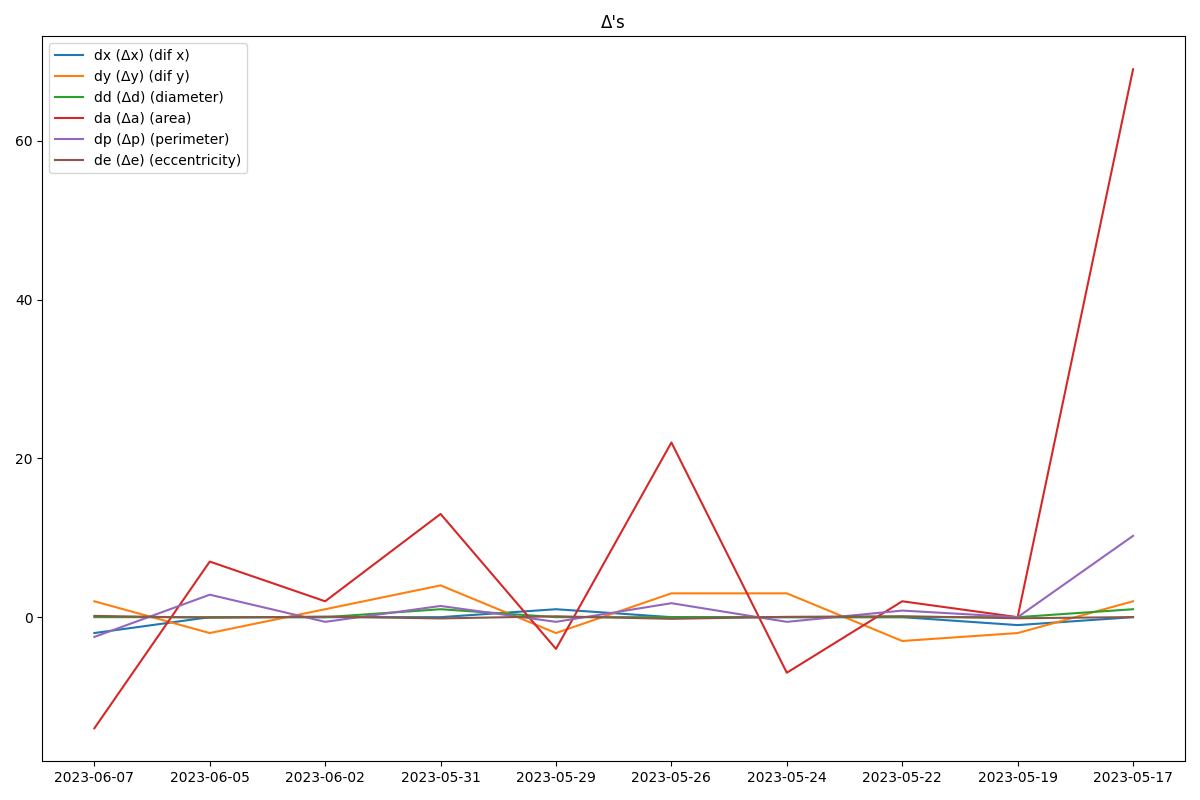 Δ's
dx (Δx) (dif x)
dy (Δy) (dif y)
dd (Δd) (diameter)
da (Δa) (area)
dp (Δp) (perimeter)
de (Δe) (eccentricity)
60
40
20
0
2023-06-07 2023-06-05 2023-06-02 2023-05-31 2023-05-29 2023-05-26 2023-05-24 2023-05-22 2023-05-19 2023-05-17